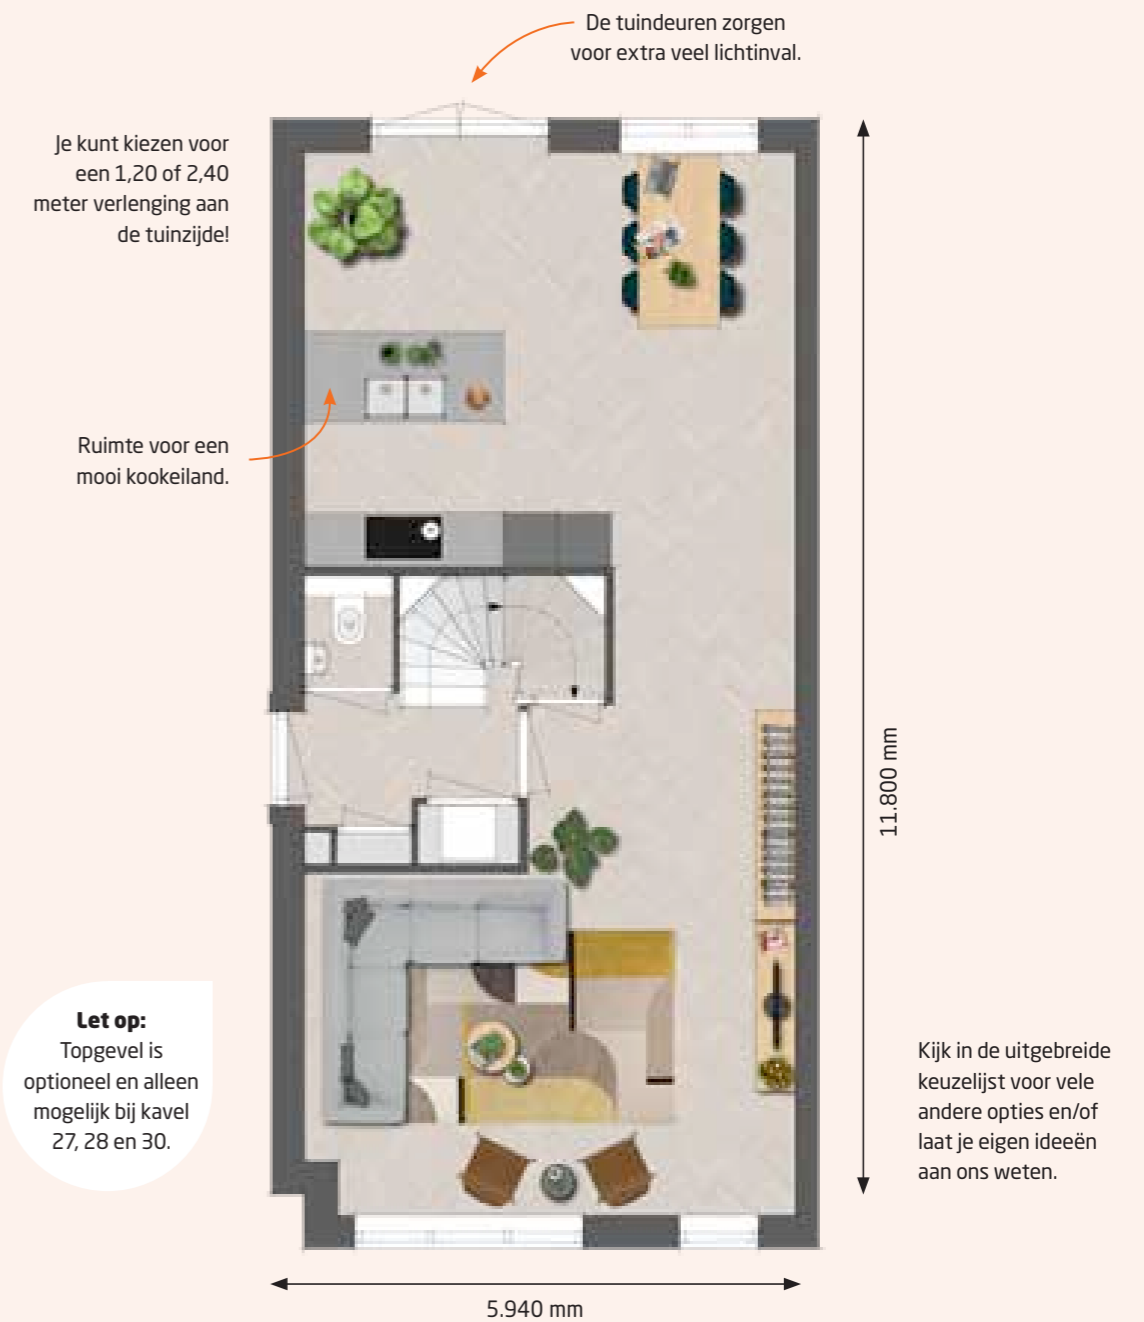 De tuindeuren zorgen
voor extra veel lichtinval.
Je kunt kiezen voor
een 1,20 of 2,40
meter verlenging aan
de tuinzijde!
Ruimte voor een
mooi kookeiland.
11.800 mm
Let op:
Topgevel is
optioneel en alleen
mogelijk bij kavel
27, 28 en 30.
Kijk in de uitgebreide
keuzelijst voor vele
andere opties en/of
laat je eigen ideeën
aan ons weten.
5.940 mm